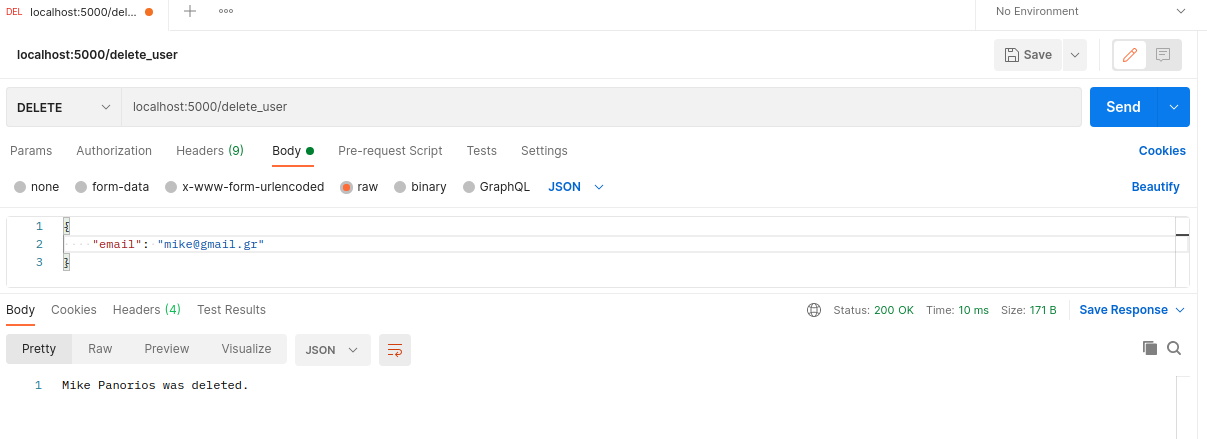 DEL localhost:5000/del... No Environment
localhost:5000/delete_user Save
DELETE localhost:5000/delete_user Send
Params Authorization Headers (9) Body Pre-request Script Tests Settings Cookies
none form-data x-www-form-urlencoded raw binary GraphQL JSON Beautify
1 {
2 "email": "mike@gmail.gr"
3 }
Body Cookies Headers (4) Test Results Status: 200 OK Time: 10 ms Size: 171 B Save Response
Pretty Raw Preview Visualize JSON
1 Mike Panorios was deleted.